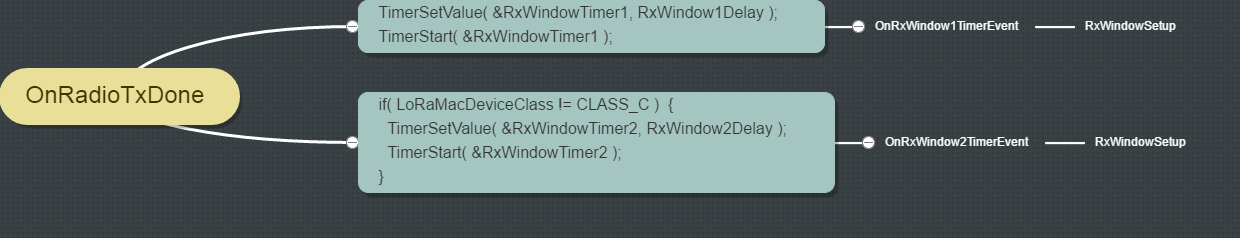 OnRadioTxDone
TimerSetValue( &RxWindowTimer1, RxWindow1Delay );
TimerStart( &RxWindowTimer1 );
OnRxWindow1TimerEvent
RxWindowSetup
if( LoRaMacDeviceClass != CLASS_C ) {
TimerSetValue( &RxWindowTimer2, RxWindow2Delay );
TimerStart( &RxWindowTimer2 );
}
OnRxWindow2TimerEvent
RxWindowSetup